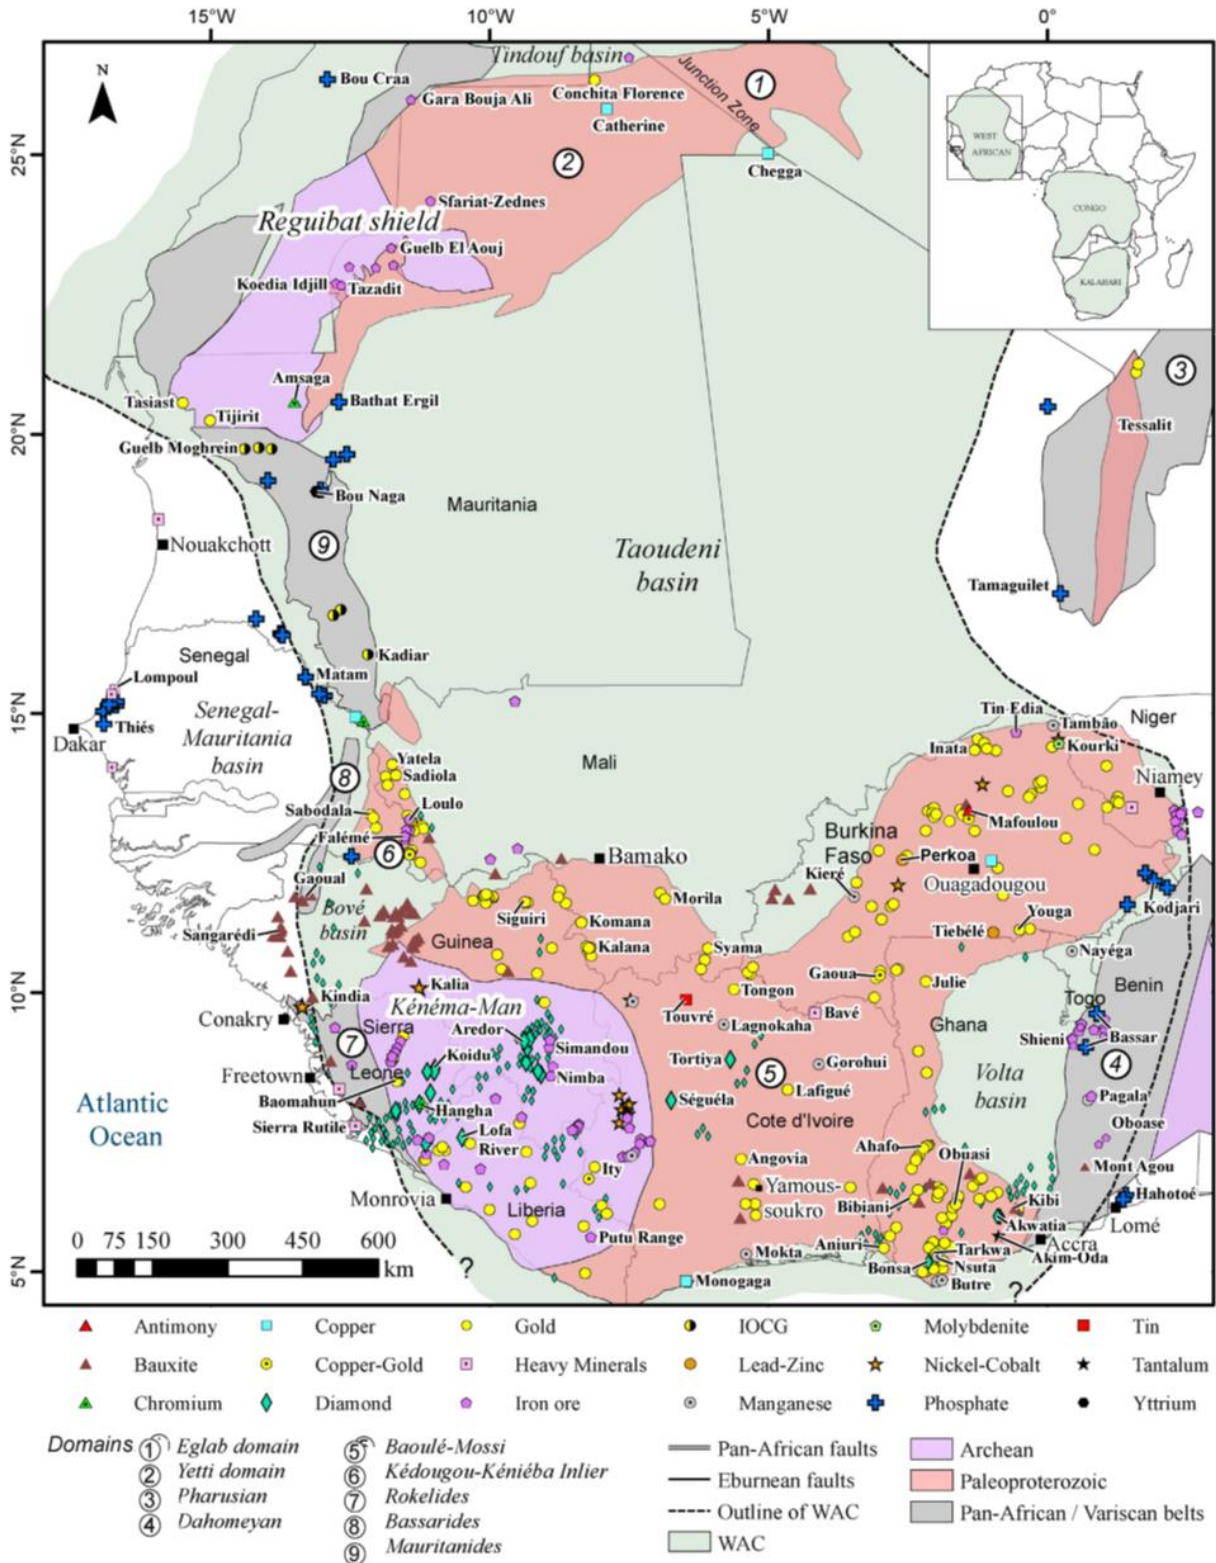 15°W
10°W
5°W
0°
25°N
20°N
15°N
10°N
5°N
N
Tindouf basin
Junction Zone
1
Bou Craa
Conchita Florence
Gara Bouja Ali
Catherine
2
Chegga
WEST
AFRICAN
CONGO
KALAHARI
Sfariat-Zednes
Reguibat shield
Guelb El Aouj
Koedia Idjill
Tazadit
3
Amsaga
Tasiast
Bathat Ergil
Tijirit
Tessalit
Guelb Moghrein
Bou Naga
Mauritania
Nouakchott
9
Taoudeni
basin
Tamaguilet
Senegal
Kadiar
Lompoul
Matam
Thiés
Dakar
Senegal-
Mauritania
basin
Tin-Edia
Tambão
Niger
Inata
Kourki
Yatela
Mali
8
Sadiola
Niamey
Sabodala
Loulo
Mafoulou
Falémé
Burkina
Faso
6
Bamako
Perkoa
Kieré
Ouagadougou
Gaoual
Morila
Bové
basin
Siguiri
Youga
Kodjari
Komana
Sangarédi
Tiebélé
Guinea
Kalana
Syama
Nayéga
Gaoua
Julie
Benin
Kalia
Tongon
Kindia
Kénéma-Man
Togo
Conakry
Sierra
Leone
Aredor
Touvré
Bavé
Ghana
Lagnokaha
Bassar
7
Simandou
Shieni
Koidu
Tortiya
Gorohui
4
Freetown
Nimba
5
Volta
basin
Baomahun
Lafigué
Atlantic
Ocean
Hangha
Séguéla
Pagala
Sierra Rutile
Lofa
River
Cote d'Ivoire
Oboase
Ahafo
Obuasi
Ity
Angovia
Mont Agou
Yamous-
soukro
Kibi
Hahotoé
Monrovia
Liberia
Bibiani
Akwatia
Lomé
Putu Range
Aniuri
Accra
0 75 150 300 450 600
km
Mokta
Tarkwa
Akim-Oda
?
Bonsa
Nsuta
Monogaga
Butre
?
Antimony
Copper
Gold
IOCG
Molybdenite
Tin
Bauxite
Copper-Gold
Heavy Minerals
Lead-Zinc
Nickel-Cobalt
Tantalum
Chromium
Diamond
Iron ore
Manganese
Phosphate
Yttrium
Domains
1 Eglab domain
2 Yetti domain
3 Pharusian
4 Dahomeyan
5 Baoulé-Mossi
6 Kédougou-Kéniéba Inlier
7 Rokelides
8 Bassarides
9 Mauritanides
Pan-African faults
Eburnean faults
Outline of WAC
WAC
Archean
Paleoproterozoic
Pan-African / Variscan belts